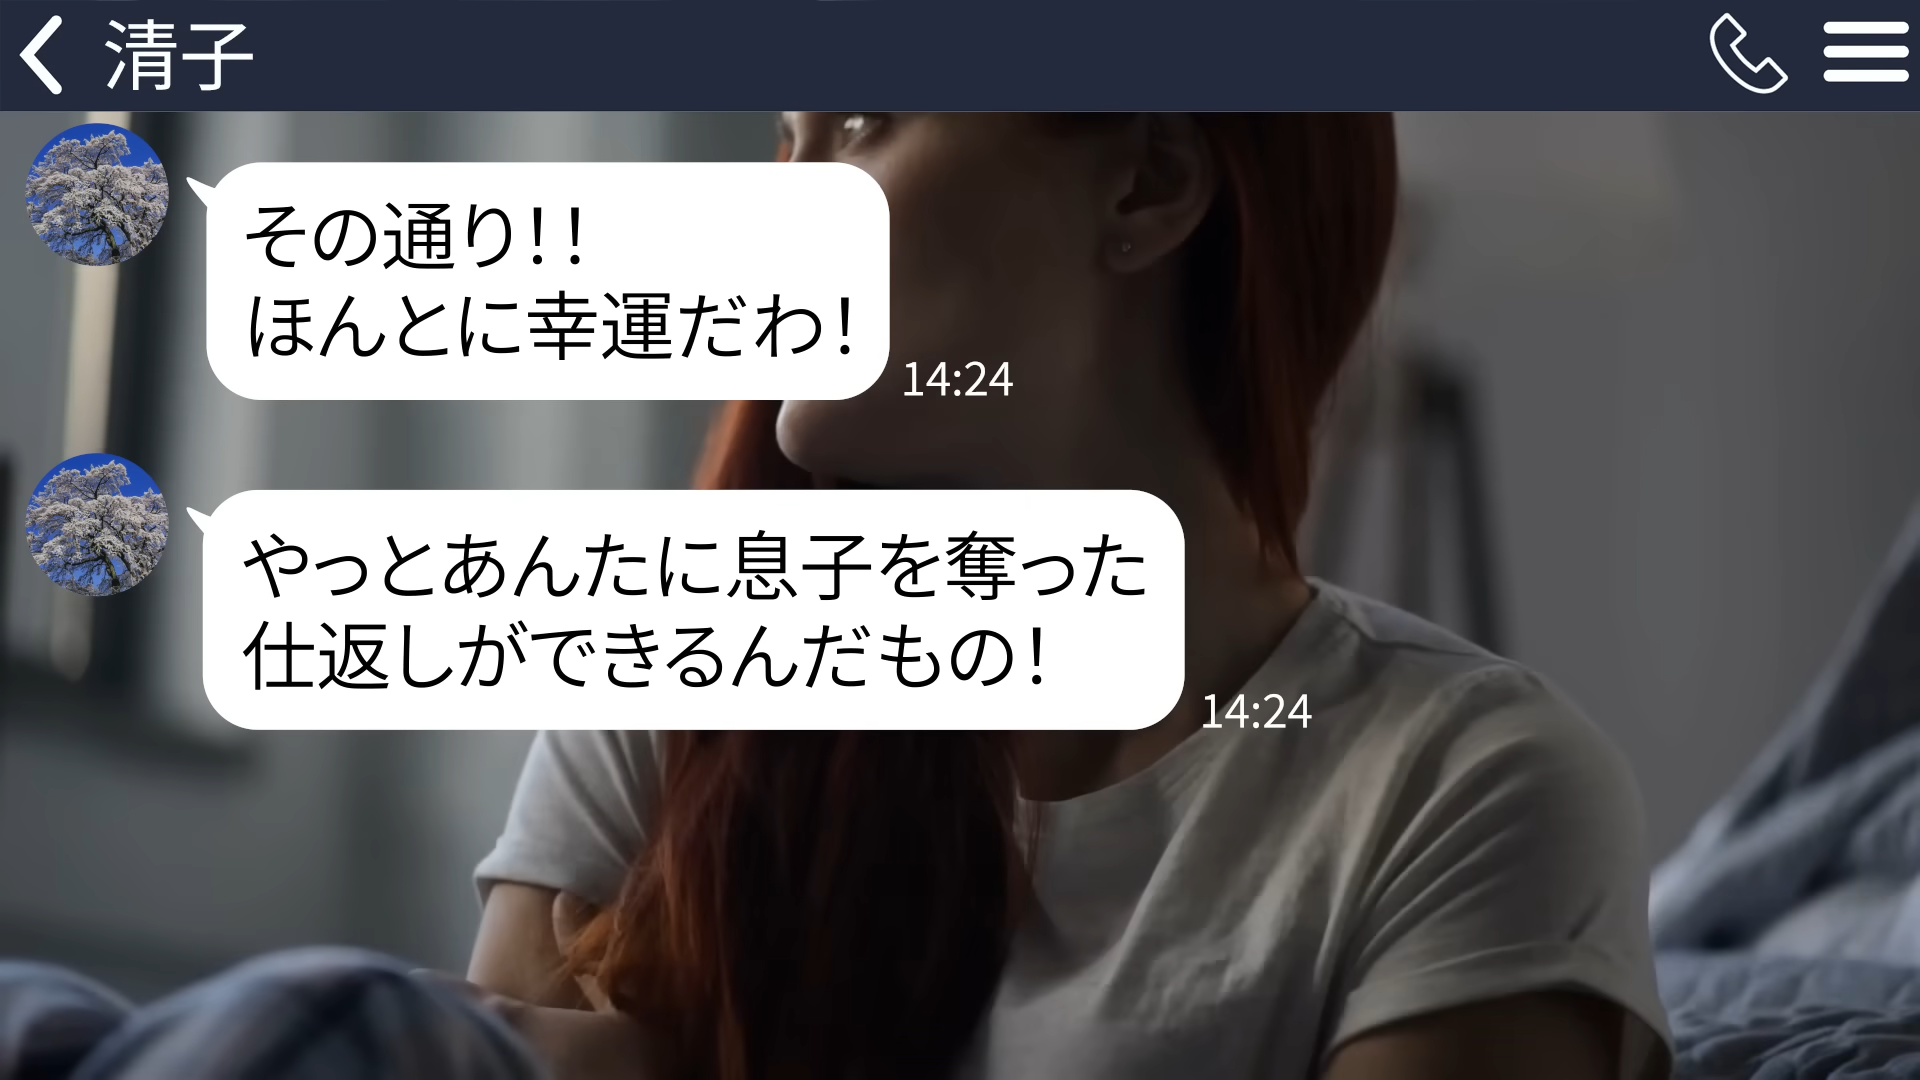 清子
その通り！！
ほんとに幸運だわ！
14:24
やっとあんたに息子を奪った
仕返しができるんだもの！
14:24